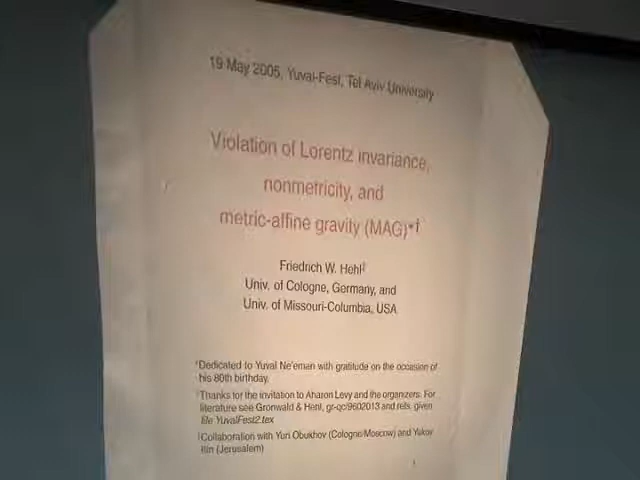 19 May 2005, Yuval-Fest, Tel Aviv University
Violation of Lorentz invariance,
nonmetricity, and
metric-affine gravity (MAG)*†
Friedrich W. Hehl‡
Univ. of Cologne, Germany, and
Univ. of Missouri-Columbia, USA
*Dedicated to Yuval Ne'eman with gratitude on the occasion of
his 80th birthday.
†Thanks for the invitation to Aharon Levy and the organizers. For
literature see Gronwald & Hehl, gr-qc/9602013 and refs. given
file YuvalFest2.tex
‡Collaboration with Yuri Obukhov (Cologne/Moscow) and Yakov
Itin (Jerusalem)